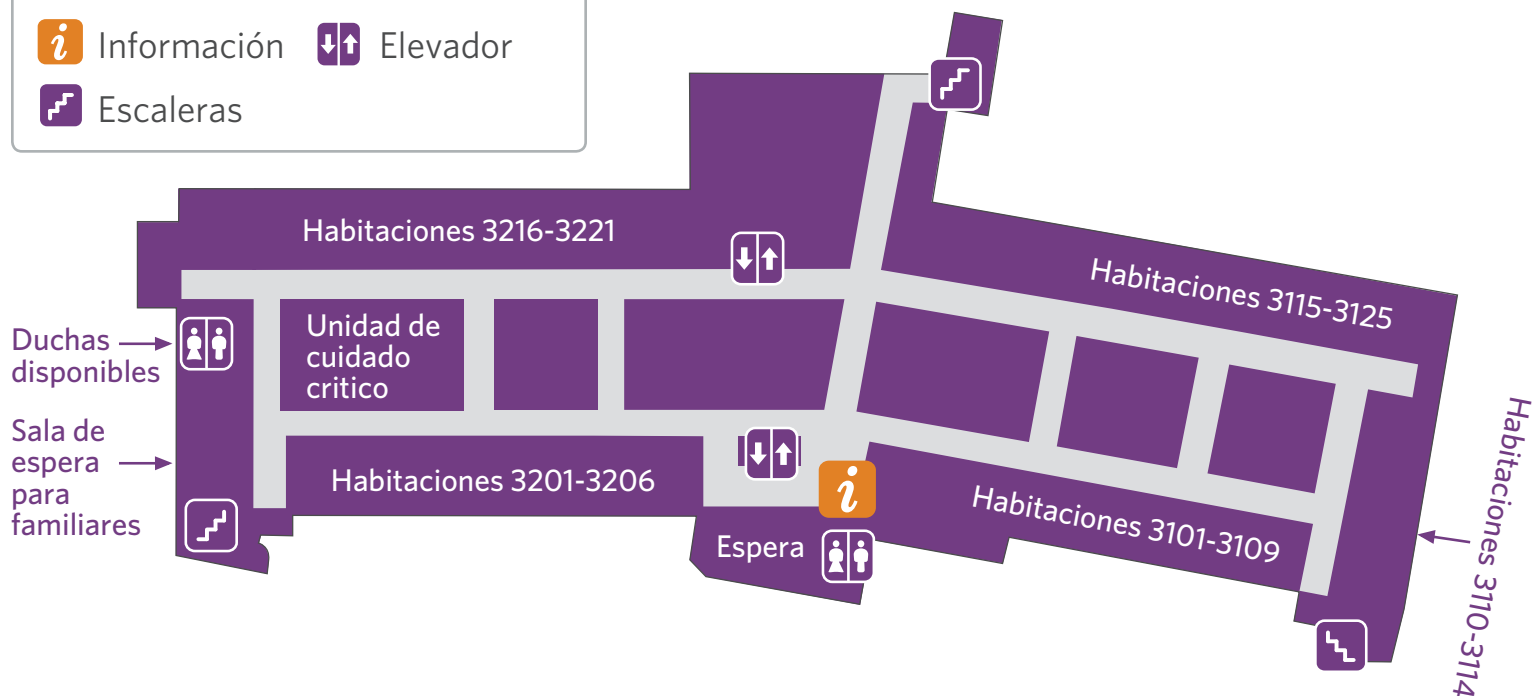 Información
Elevador
Escaleras
Habitaciones 3216-3221
Habitaciones 3115-3125
Unidad de
cuidado
critico
Duchas
disponibles
Sala de
espera
para
familiares
Habitaciones 3201-3206
Habitaciones 3101-3109
Espera
Habitaciones 3110-3114